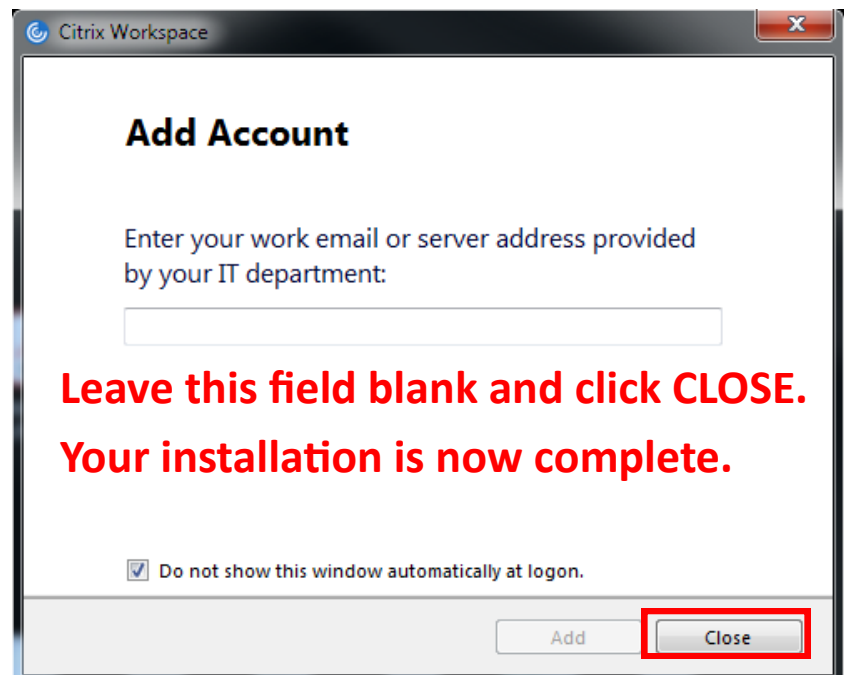 Citrix Workspace
Add Account
Enter your work email or server address provided
by your IT department:
Leave this field blank and click CLOSE.
Your installation is now complete.
Do not show this window automatically at logon.
Add
Close